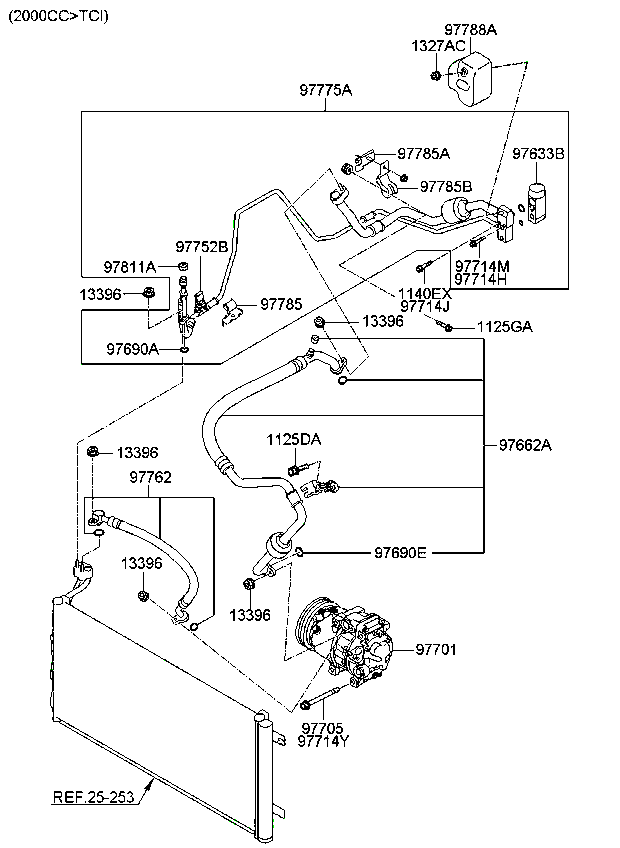 (2000CC>TCI)
97788A
1327AC
97775A
97785A
97633B
97785B
97752B
97811A
97714M
97714H
13396
97785
1140EX
97714J
13396
1125GA
97690A
1125DA
97662A
13396
97762
97690E
13396
13396
97701
97705
97714Y
REF.25-253